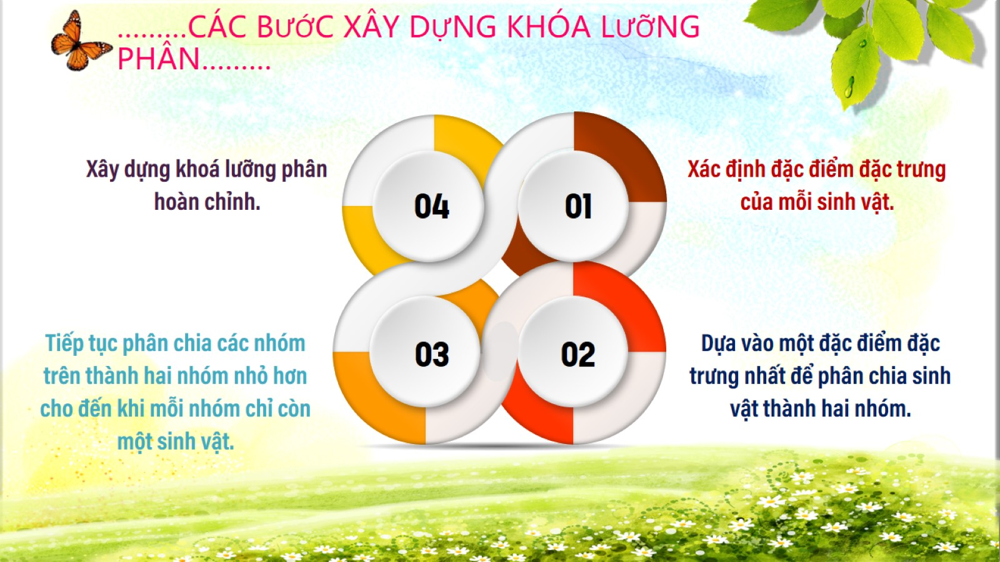 .........CÁC BƯỚC XÂY DỰNG KHÓA LƯỠNG
PHÂN.........
01
Xác định đặc điểm đặc trưng
của mỗi sinh vật.
02
Dựa vào một đặc điểm đặc
trưng nhất để phân chia sinh
vật thành hai nhóm.
03
Tiếp tục phân chia các nhóm
trên thành hai nhóm nhỏ hơn
cho đến khi mỗi nhóm chỉ còn
một sinh vật.
04
Xây dựng khoá lưỡng phân
hoàn chỉnh.